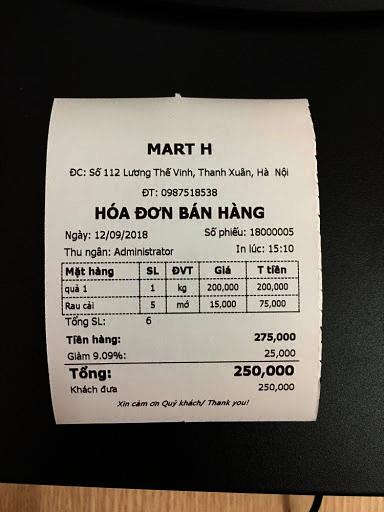 MART H
ĐC: Số 112 Lương Thế Vinh, Thanh Xuân, Hà Nội
ĐT: 0987518538
HÓA ĐƠN BÁN HÀNG
Ngày: 12/09/2018 Số phiếu: 18000005
Thu ngân: Administrator In lúc: 15:10
Mặt hàng SL ĐVT Giá T tiền
quả 1 1 kg 200,000 200,000
Rau cải 5 mớ 15,000 75,000
Tổng SL: 6
Tiền hàng: 275,000
Giảm 9.09%: 25,000
Tổng: 250,000
Khách đưa 250,000
Xin cảm ơn Quý khách/ Thank you!